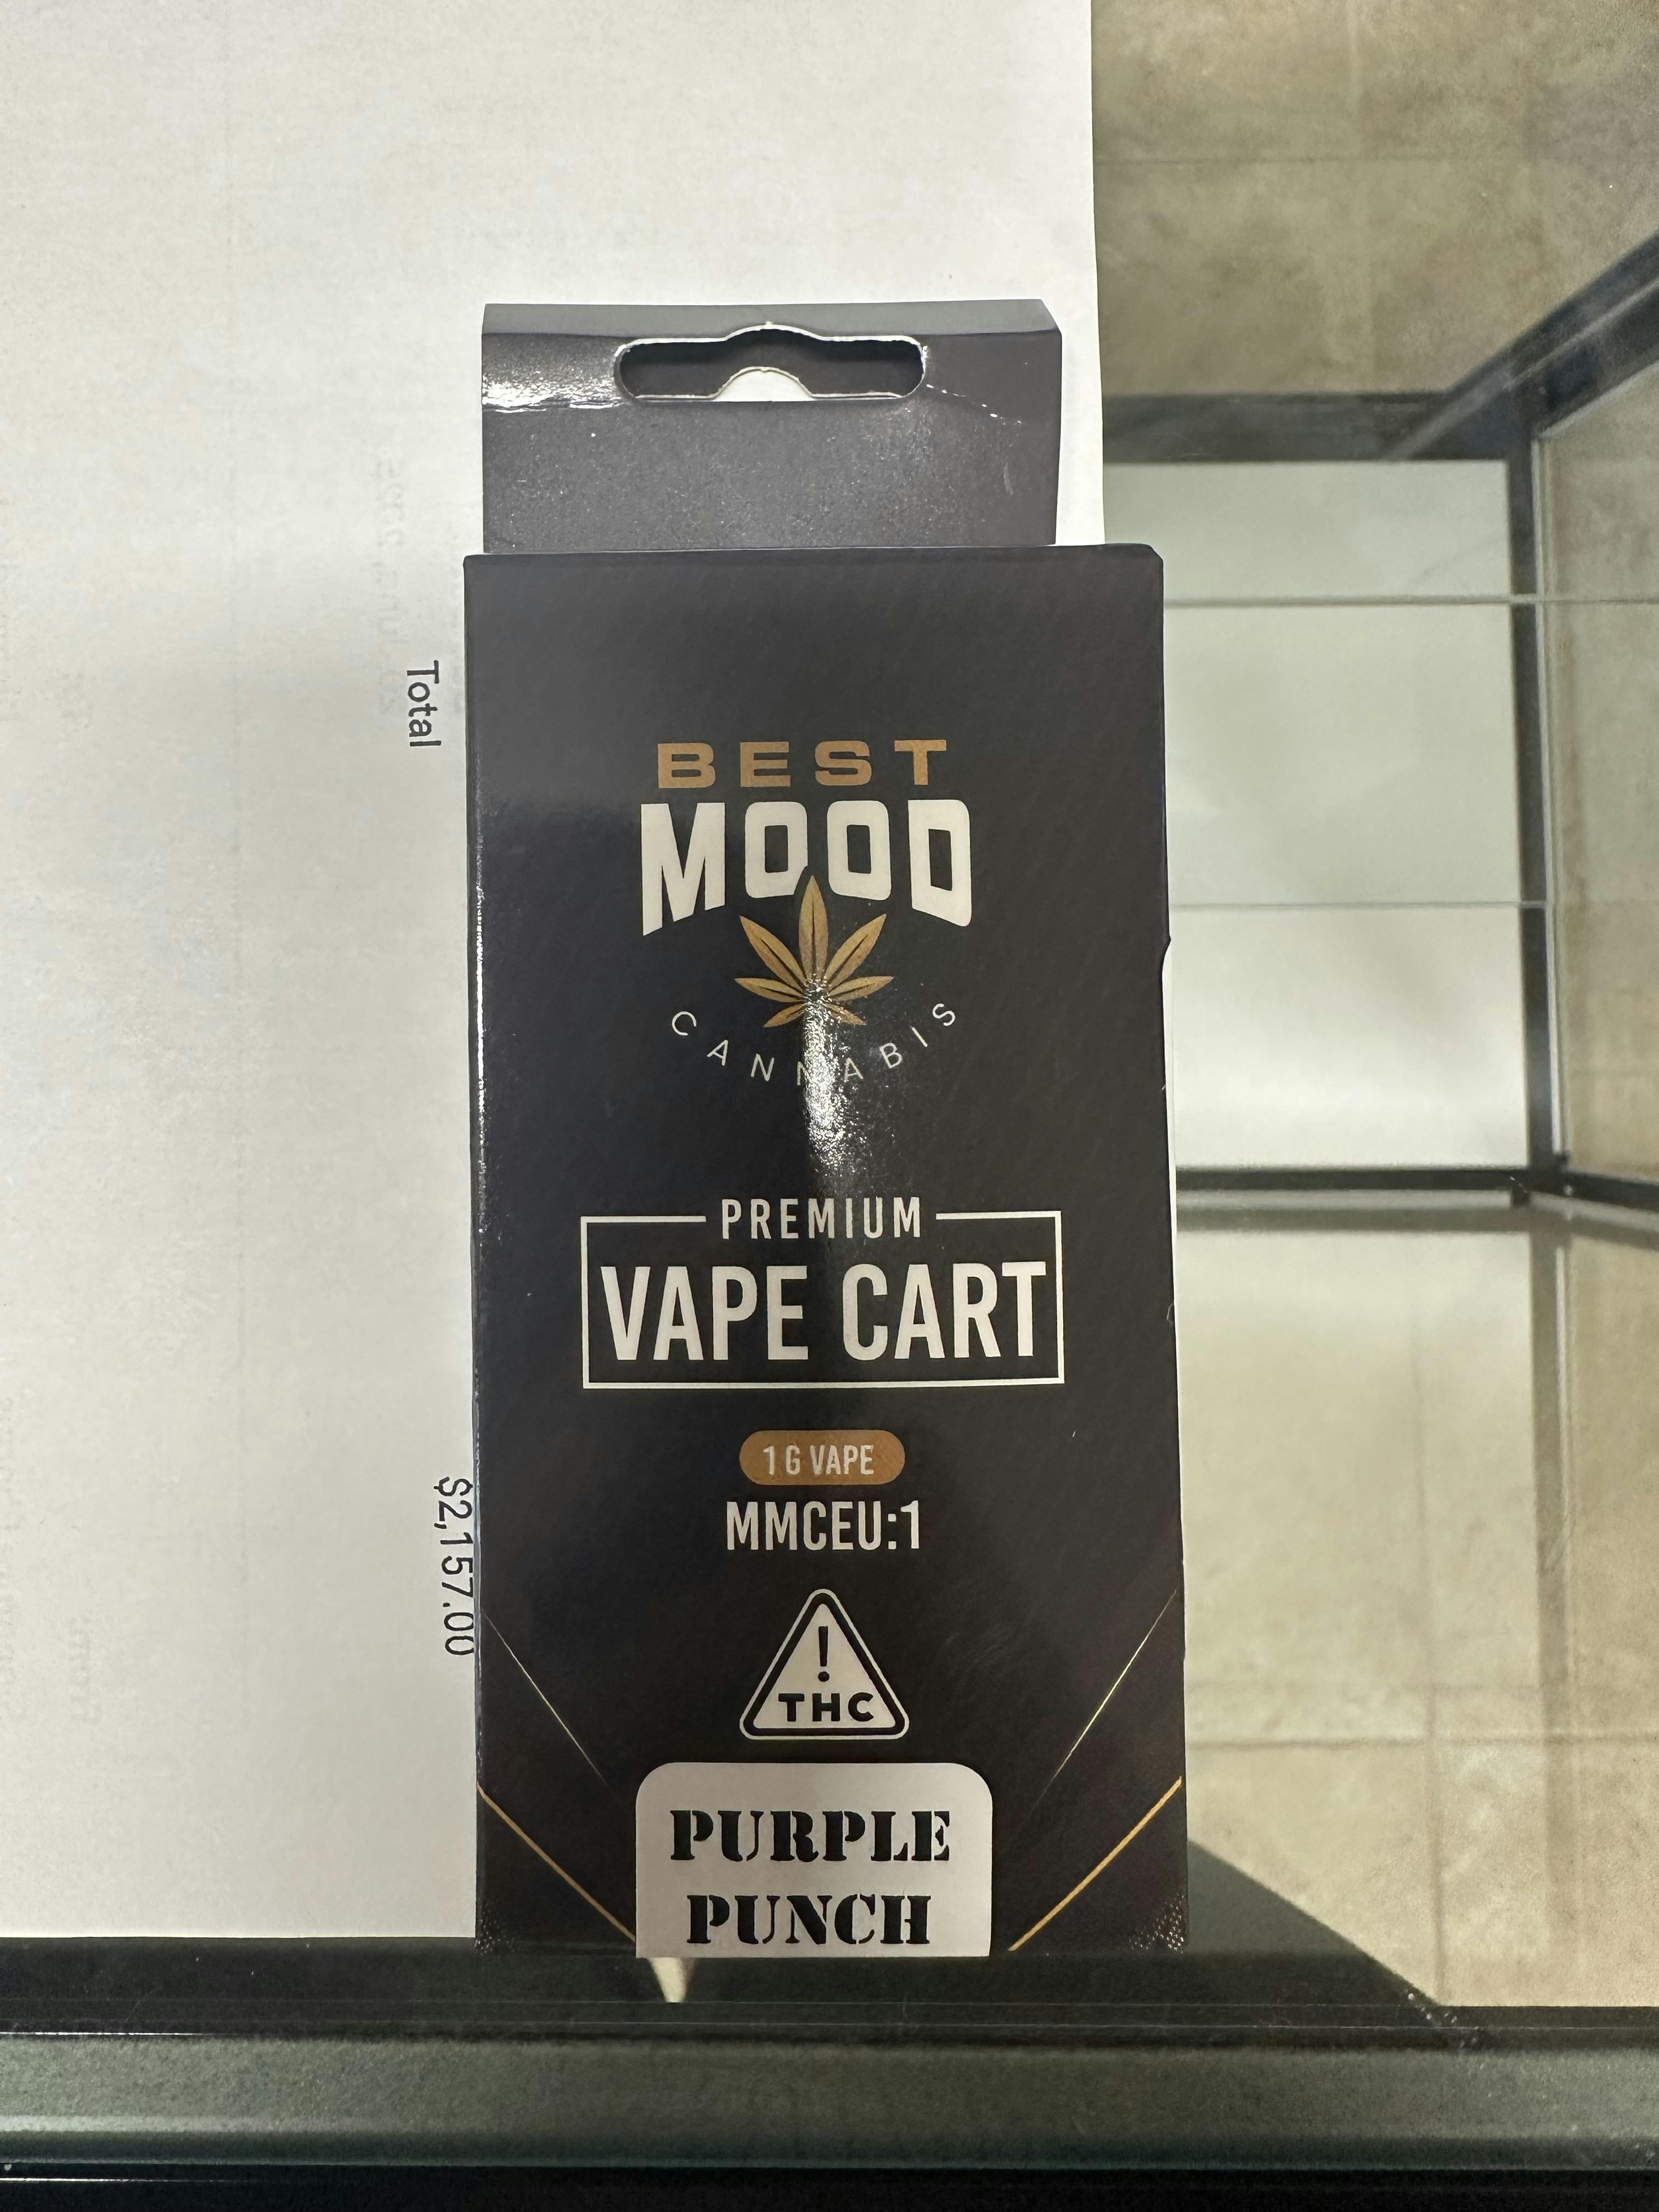 BEST
MOOD
CANNABIS
PREMIUM
VAPE CART
1 G VAPE
MMCEU:1
!
THC
PURPLE
PUNCH
Total
$2,157.00